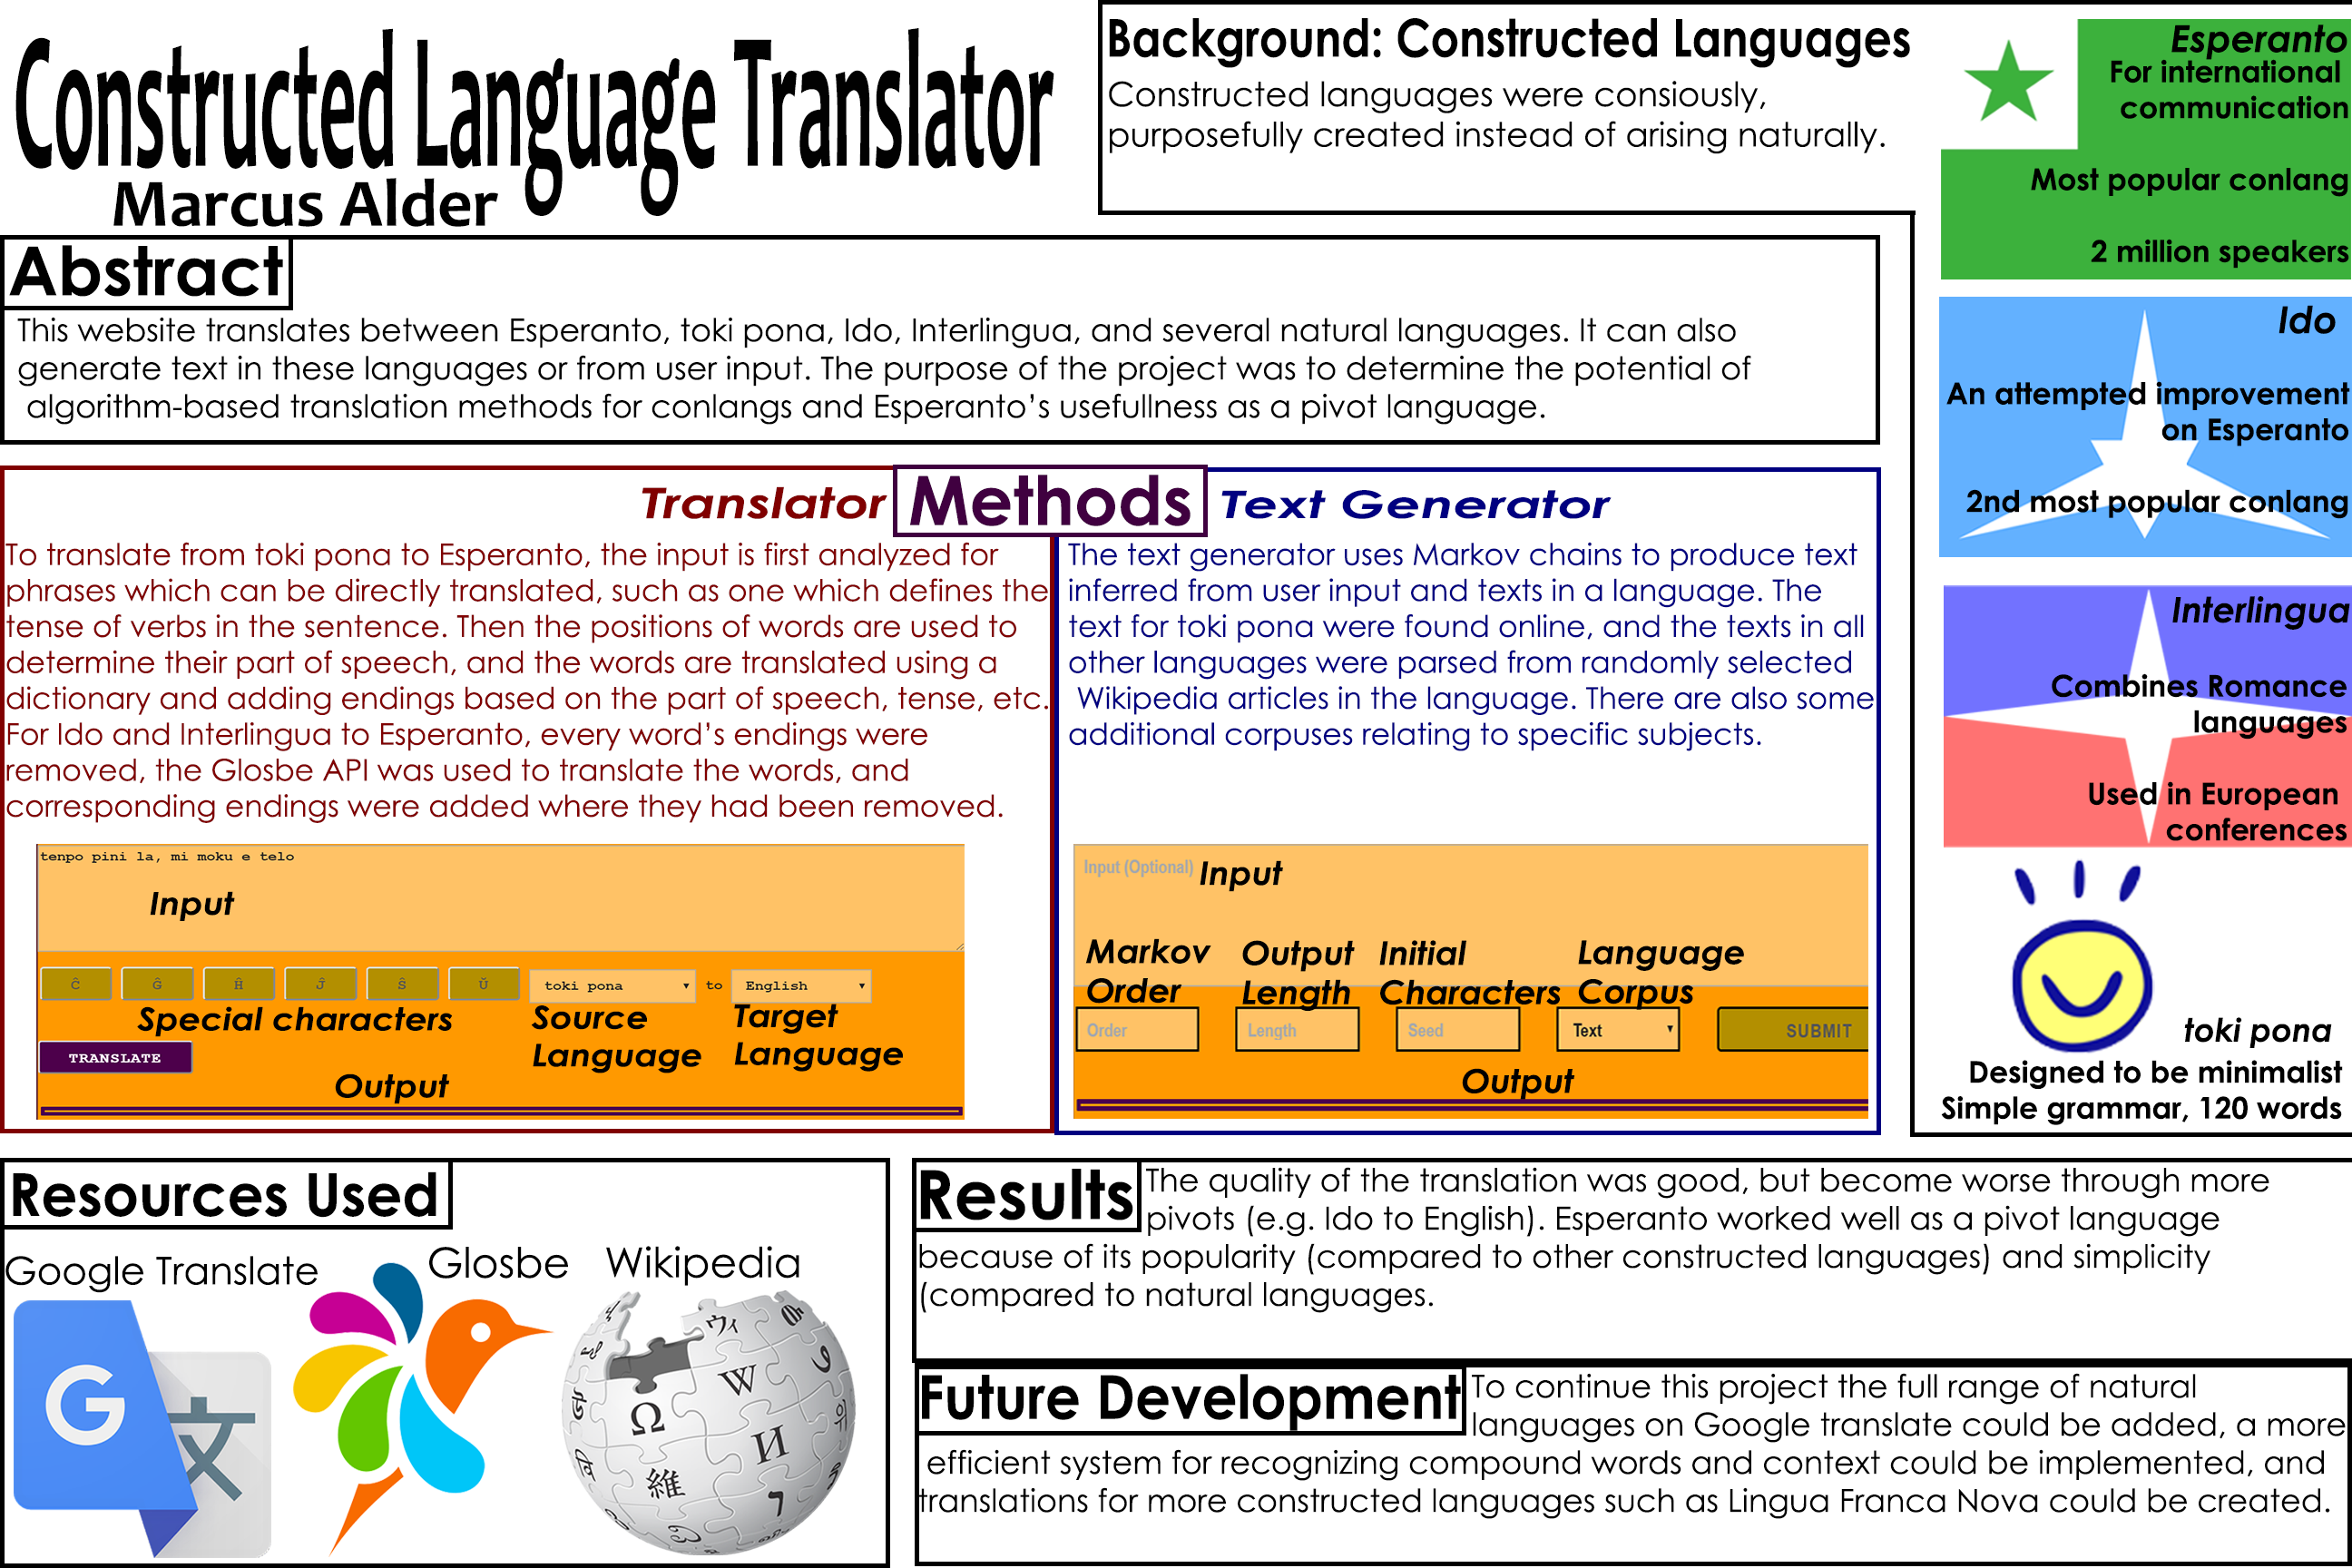 Constructed Language Translator
Marcus Alder
Background: Constructed Languages
Constructed languages were consiously,
purposefully created instead of arising naturally.
Esperanto
For international
communication
Most popular conlang
2 million speakers
Ido
An attempted improvement
on Esperanto
2nd most popular conlang
Interlingua
Combines Romance
languages
Used in European
conferences
toki pona
Designed to be minimalist
Simple grammar, 120 words
Abstract
This website translates between Esperanto, toki pona, Ido, Interlingua, and several natural languages. It can also
generate text in these languages or from user input. The purpose of the project was to determine the potential of
algorithm-based translation methods for conlangs and Esperanto's usefullness as a pivot language.
Methods
Translator
To translate from toki pona to Esperanto, the input is first analyzed for
phrases which can be directly translated, such as one which defines the
tense of verbs in the sentence. Then the positions of words are used to
determine their part of speech, and the words are translated using a
dictionary and adding endings based on the part of speech, tense, etc.
For Ido and Interlingua to Esperanto, every word's endings were
removed, the Glosbe API was used to translate the words, and
corresponding endings were added where they had been removed.
tenpo pini la, mi moku e telo
Input
Ĉ Ĝ Ĥ Ĵ Ŝ Ŭ toki pona to English
Special characters Source Language Target Language
TRANSLATE
Output
Text Generator
The text generator uses Markov chains to produce text
inferred from user input and texts in a language. The
text for toki pona were found online, and the texts in all
other languages were parsed from randomly selected
Wikipedia articles in the language. There are also some
additional corpuses relating to specific subjects.
Input (Optional) Input
Markov Order Output Length Initial Characters Language Corpus
Order Length Seed Text SUBMIT
Output
Resources Used
Google Translate Glosbe Wikipedia
G 文
ウィ
W
Ω
И
維
Results
The quality of the translation was good, but become worse through more
pivots (e.g. Ido to English). Esperanto worked well as a pivot language
because of its popularity (compared to other constructed languages) and simplicity
(compared to natural languages.
Future Development
To continue this project the full range of natural
languages on Google translate could be added, a more
efficient system for recognizing compound words and context could be implemented, and
translations for more constructed languages such as Lingua Franca Nova could be created.